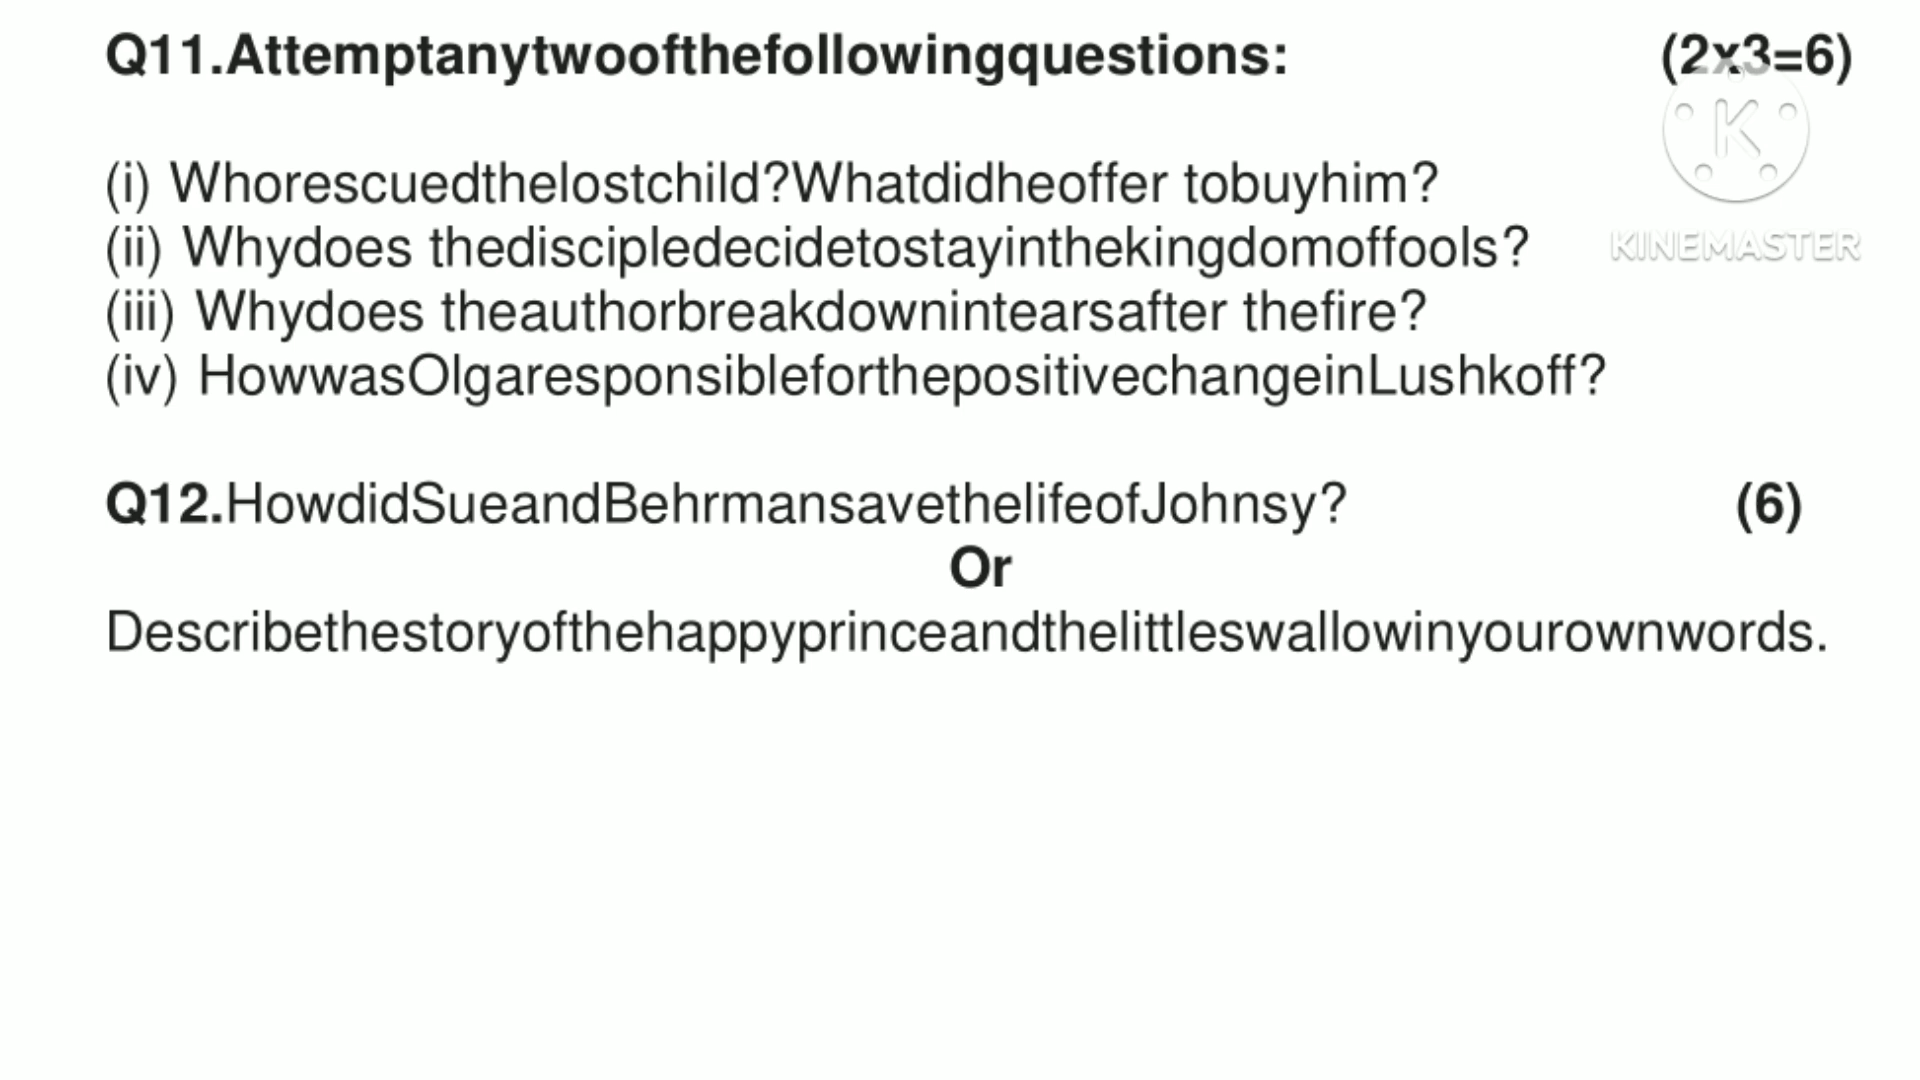 Q11.Attemptanytwoofthefollowingquestions: (2x3=6)
(i) Whorescuedthelostchild?Whatdidheoffer tobuyhim?
(ii) Whydoes thediscipledecidetostayinthekingdomoffools?
(iii) Whydoes theauthorbreakdownintearsafter thefire?
(iv) HowwasOlgaresponsibleforthepositivechangeinLushkoff?
K
KINEMASTER
Q12.HowdidSueandBehrmansavethelifeofJohnsy? (6)
Or
Describethestoryofthehappyprinceandthelittleswallowinyourownwords.